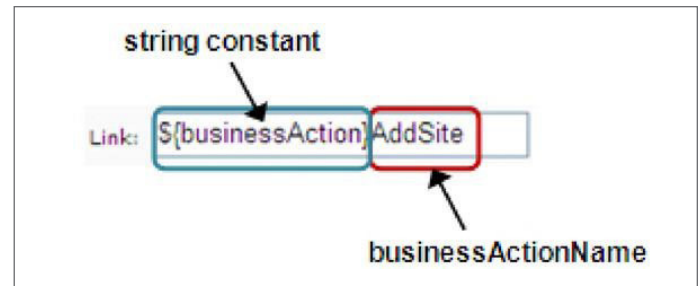 string constant
Link: ${businessAction}AddSite
businessActionName